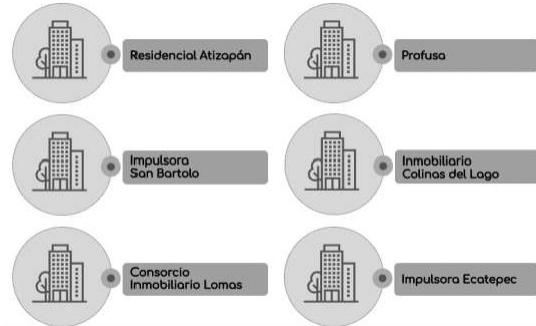 Residencial Atizapán
Profusa
Impulsora
San Bartolo
Inmobiliario
Colinas del Lago
Consorcio
Inmobiliario Lomas
Impulsora Ecatepec